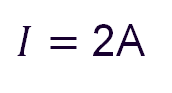 I = 2A